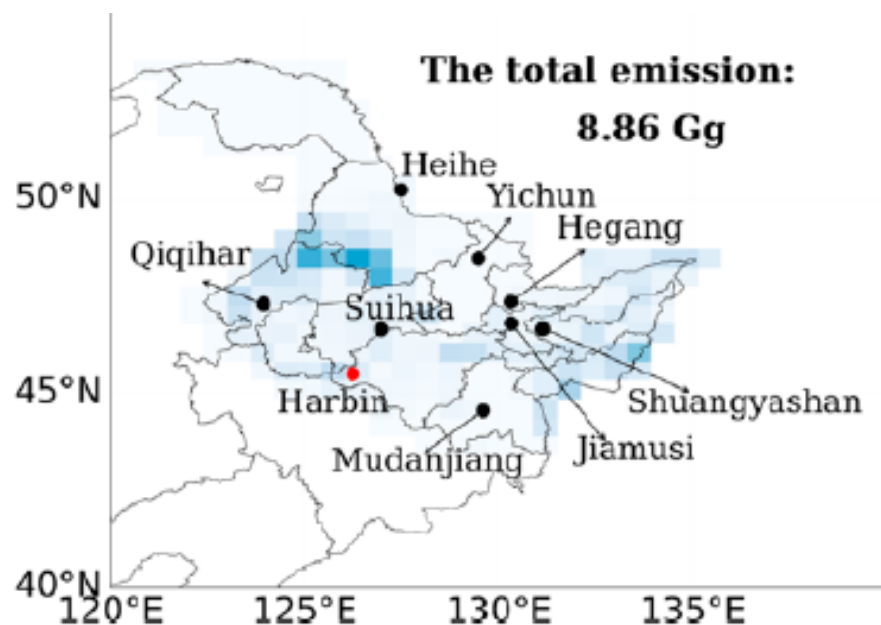 The total emission:
8.86 Gg
Heihe
50°N
Yichun
Hegang
Qiqihar
Suihua
45°N
Harbin
Shuangyashan
Jiamusi
Mudanjiang
40°N
120°E 125°E 130°E 135°E